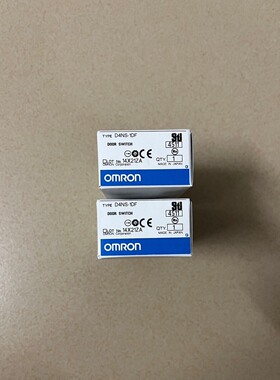 TYPE D4NS-1DF
DOOR SWITCH
LOT No. 14X21ZA
QTY 1
MADE IN JAPAN
OMRON
TYPE D4NS-1DF
DOOR SWITCH
LOT No. 14X21ZA
QTY 1
MADE IN JAPAN
OMRON